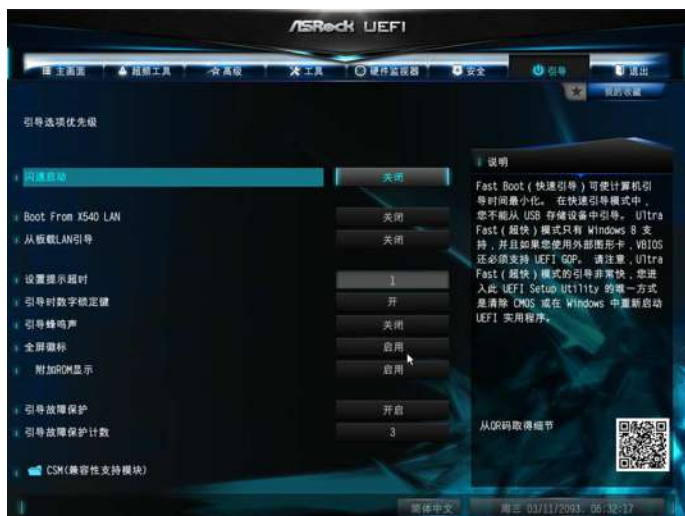 ASRock UEFI
主画面 超频工具 高级 工具 硬件监视器 安全 引导 退出
我的收藏
引导选项优先级
闪速启动 关闭
Boot From X540 LAN 关闭
从板载LAN引导 关闭
设置提示超时 1
引导时数字锁定键 开
引导蜂鸣声 关闭
全屏徽标 启用
附加ROM显示 启用
引导故障保护 开启
引导故障保护计数 3
CSM(兼容性支持模块)
说明
Fast Boot ( 快速引导 ) 可使计算机引
导时间最小化。 在快速引导模式中 ,
您不能从 USB 存储设备中引导。 Ultra
Fast ( 超快 ) 模式只有 Windows 8 支
持 , 并且如果您使用外部图形卡 , VBIOS
还必须支持 UEFI GOP。 请注意 , Ultra
Fast ( 超快 ) 模式的引导非常快 , 您进
入此 UEFI Setup Utility 的唯一方式
是清除 CMOS 或在 Windows 中重新启动
UEFI 实用程序。
从QR码取得细节
简体中文 周三 03/11/2093. 06:32:17